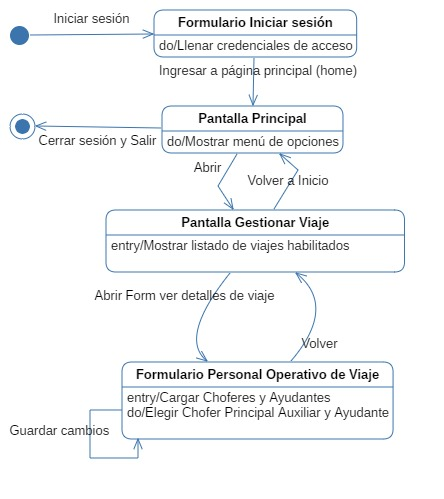 Iniciar sesión
Formulario Iniciar sesión
do/Llenar credenciales de acceso
Ingresar a página principal (home)
Pantalla Principal
do/Mostrar menú de opciones
Cerrar sesión y Salir
Abrir
Volver a Inicio
Pantalla Gestionar Viaje
entry/Mostrar listado de viajes habilitados
Abrir Form ver detalles de viaje
Volver
Formulario Personal Operativo de Viaje
entry/Cargar Choferes y Ayudantes
do/Elegir Chofer Principal Auxiliar y Ayudante
Guardar cambios